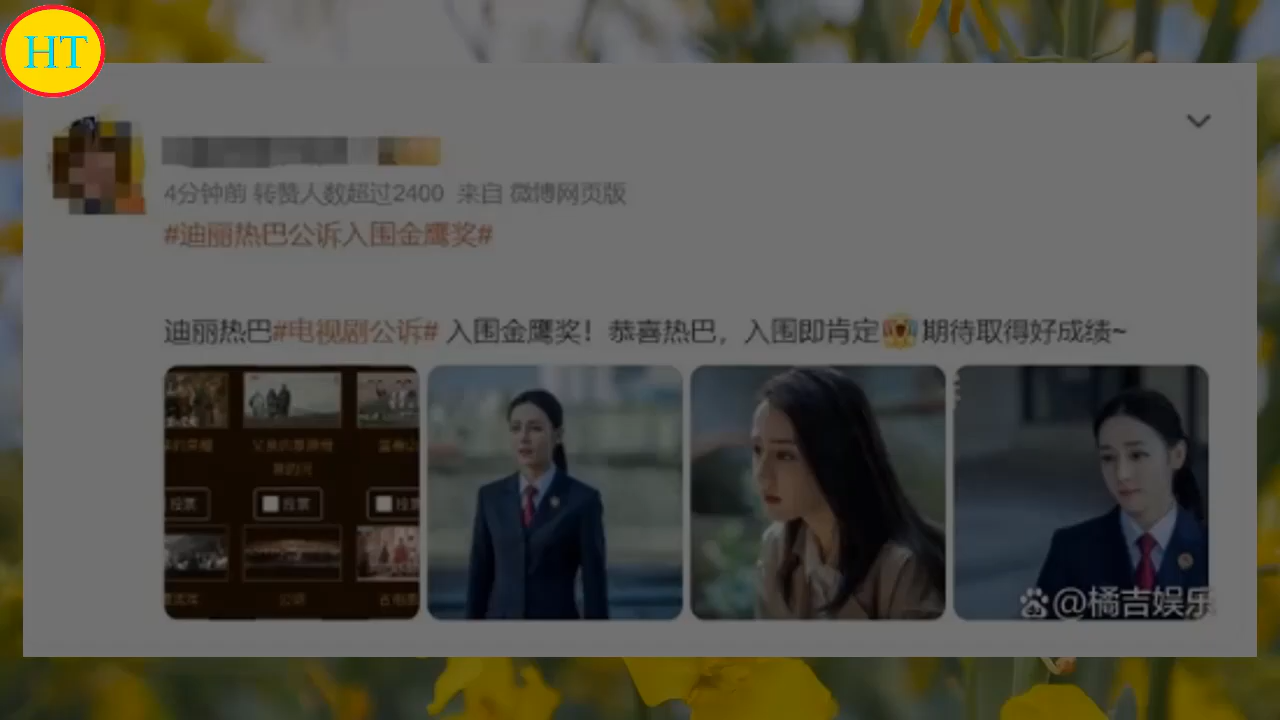 HT
4分钟前 转赞人数超过2400 来自 微博网页版
#迪丽热巴公诉入围金鹰奖#
迪丽热巴#电视剧公诉# 入围金鹰奖！恭喜热巴，入围即肯定 期待取得好成绩~
投票
投票
投票
公诉
@橘吉娱乐